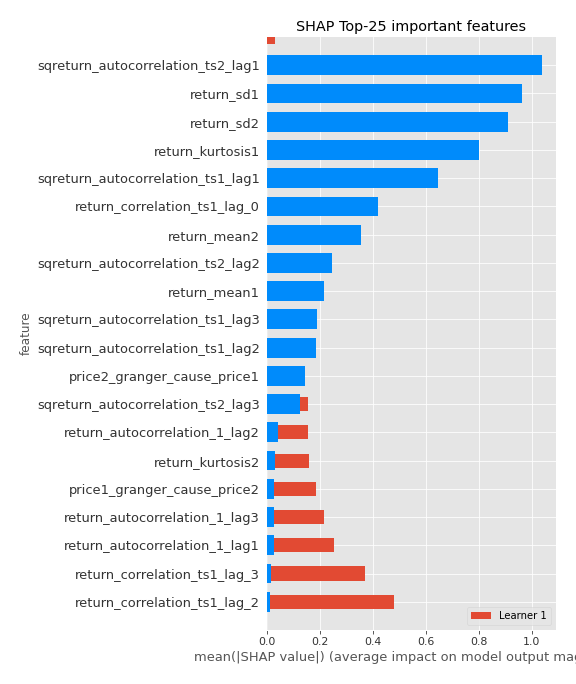 SHAP Top-25 important features
sqreturn_autocorrelation_ts2_lag1
return_sd1
return_sd2
return_kurtosis1
sqreturn_autocorrelation_ts1_lag1
return_correlation_ts1_lag_0
return_mean2
sqreturn_autocorrelation_ts2_lag2
return_mean1
sqreturn_autocorrelation_ts1_lag3
sqreturn_autocorrelation_ts1_lag2
price2_granger_cause_price1
sqreturn_autocorrelation_ts2_lag3
return_autocorrelation_1_lag2
return_kurtosis2
price1_granger_cause_price2
return_autocorrelation_1_lag3
return_autocorrelation_1_lag1
return_correlation_ts1_lag_3
return_correlation_ts1_lag_2
feature
Learner 1
0.0 0.2 0.4 0.6 0.8 1.0
mean(|SHAP value|) (average impact on model output mag